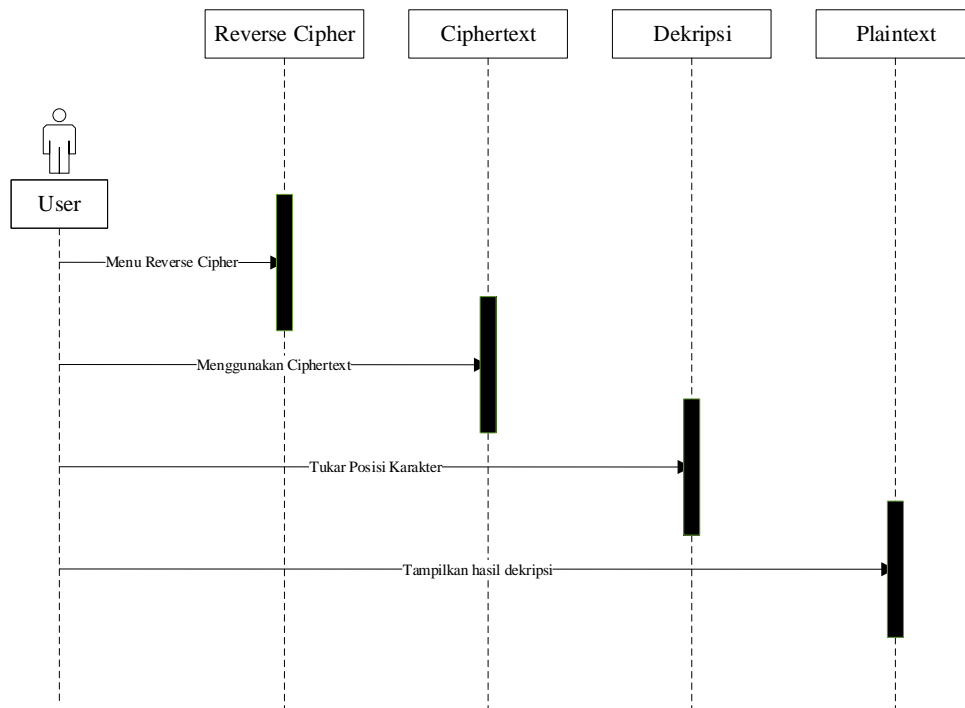 Reverse Cipher
Ciphertext
Dekripsi
Plaintext
User
Menu Reverse Cipher
Menggunakan Ciphertext
Tukar Posisi Karakter
Tampilkan hasil dekripsi